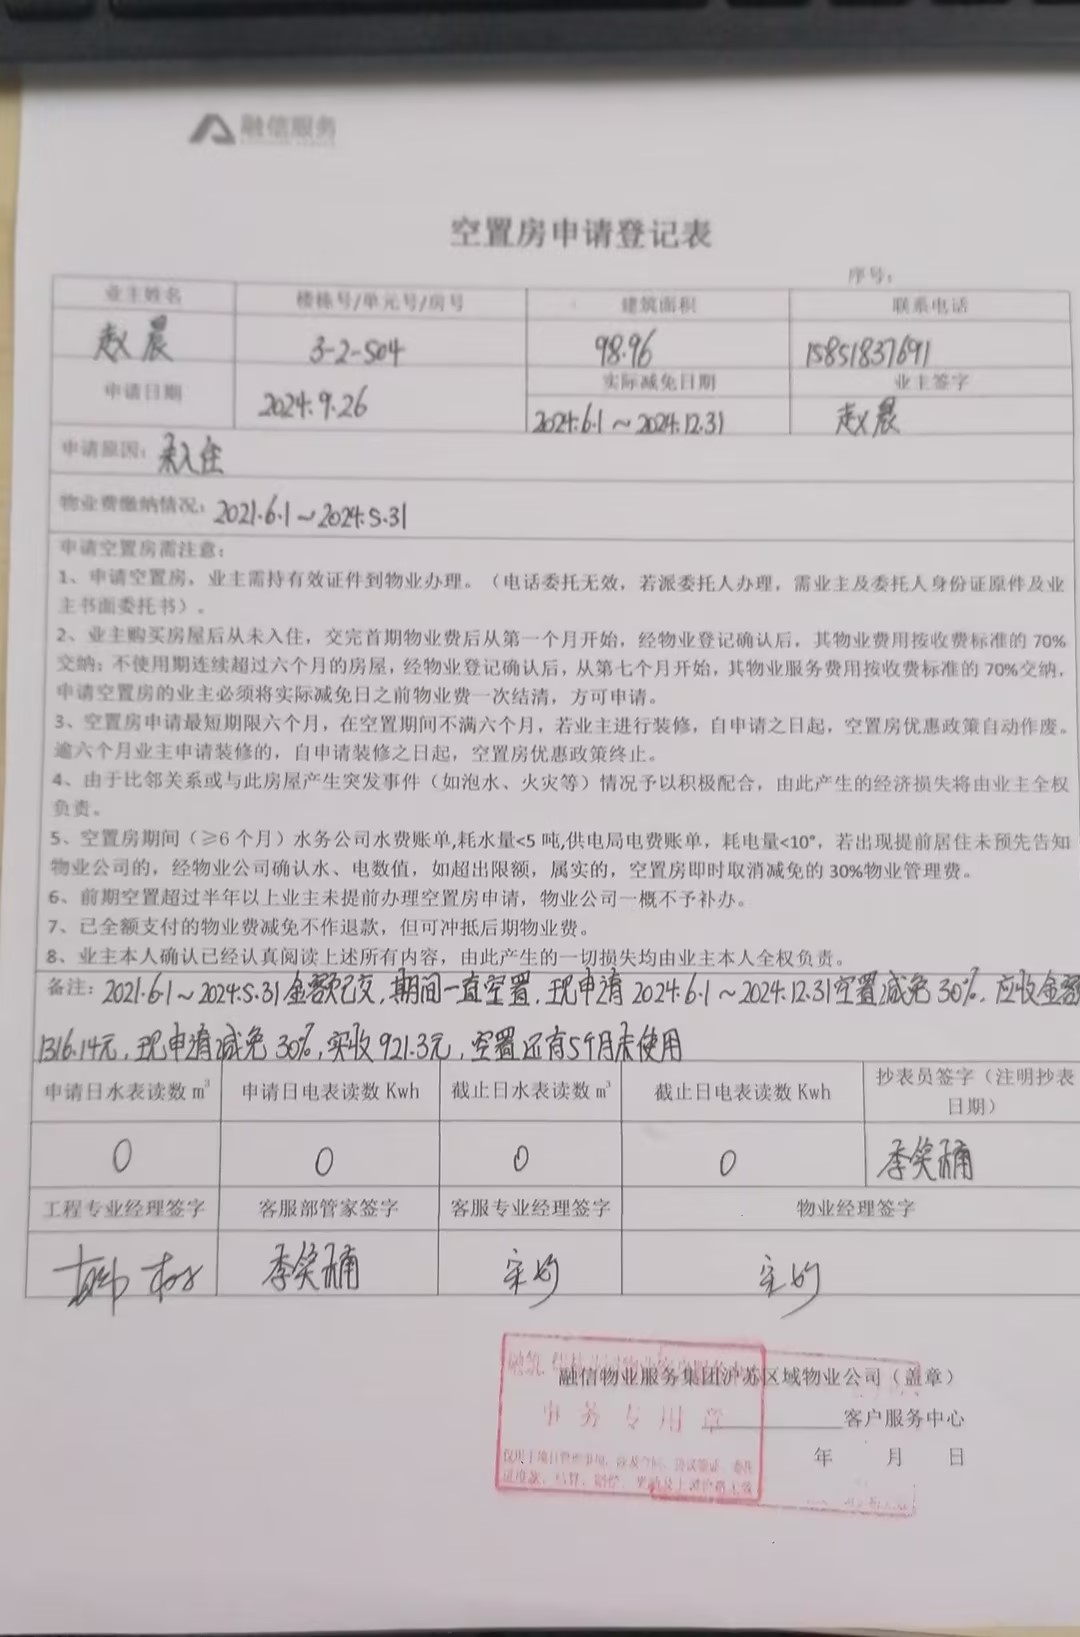 融信服务
空置房申请登记表
序号：
业主姓名 楼栋号/单元号/房号 建筑面积 联系电话
赵晨 3-2-504 98.96 15851837691
申请日期 2024.9.26 实际减免日期 业主签字
2024.6.1～2024.12.31 赵晨
申请原因：未入住
物业费缴纳情况：2021.6.1～2024.5.31
申请空置房需注意：
1、申请空置房，业主需持有效证件到物业办理。（电话委托无效，若派委托人办理，需业主及委托人身份证原件及业
主书面委托书）。
2、业主购买房屋后从未入住，交完首期物业费后从第一个月开始，经物业登记确认后，其物业费用按收费标准的 70%
交纳；不使用期连续超过六个月的房屋，经物业登记确认后，从第七个月开始，其物业服务费用按收费标准的 70%交纳，
申请空置房的业主必须将实际减免日之前物业费一次结清，方可申请。
3、空置房申请最短期限六个月，在空置期间不满六个月，若业主进行装修，自申请之日起，空置房优惠政策自动作废。
逾六个月业主申请装修的，自申请装修之日起，空置房优惠政策终止。
4、由于比邻关系或与此房屋产生突发事件（如泡水、火灾等）情况予以积极配合，由此产生的经济损失将由业主全权
负责。
5、空置房期间（≥6 个月）水务公司水费账单,耗水量<5 吨,供电局电费账单，耗电量<10°，若出现提前居住未预先告知
物业公司的，经物业公司确认水、电数值，如超出限额，属实的，空置房即时取消减免的 30%物业管理费。
6、前期空置超过半年以上业主未提前办理空置房申请，物业公司一概不予补办。
7、已全额支付的物业费减免不作退款，但可冲抵后期物业费。
8、业主本人确认已经认真阅读上述所有内容，由此产生的一切损失均由业主本人全权负责。
备注：2021.6.1～2024.5.31金额已交，期间一直空置，现申请 2024.6.1～2024.12.31空置减免 30%，应收金额
1316.14元，现申请减免 30%，实收 921.3元，空置还有5个月未使用
申请日水表读数 m³ 申请日电表读数 Kwh 截止日水表读数 m³ 截止日电表读数 Kwh 抄表员签字（注明抄表
日期）
0 0 0 0 李笑楠
工程专业经理签字 客服部管家签字 客服专业经理签字 物业经理签字
李笑楠
融信物业服务集团沪苏区域物业公司（盖章）
事务专用章
客户服务中心
年 月 日